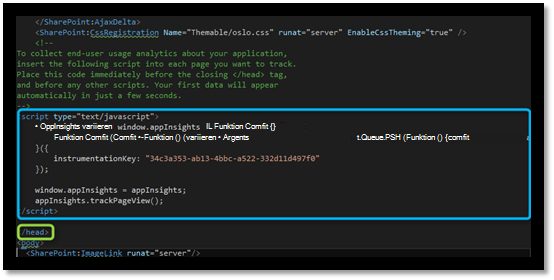 </SharePoint:AjaxDelta>
<SharePoint:CssRegistration Name="Themable/oslo.css" runat="server" EnableCssTheming="true" />
<!--
To collect end-user usage analytics about your application,
insert the following script into each page you want to track.
Place this code immediately before the closing </head> tag,
and before any other scripts. Your first data will appear
automatically in just a few seconds.
-->
script type="text/javascript">
• OppInsights variieren window.appInsights IL Funktion Comfit {}
Funktion Comfit (Comfit •-Funktion () (variieren • Argents t.Queue.PSH (Funktion () {comfit
}({
instrumentationKey: "34c3a353-ab13-4bbc-a522-332d11d497f0"
});
window.appInsights = appInsights;
appInsights.trackPageView();
</script>
/head>
<body>
<SharePoint:ImageLink runat="server"/>